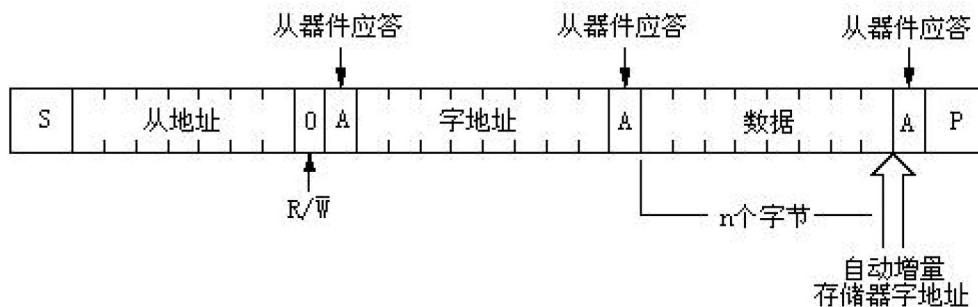 从器件应答 从器件应答 从器件应答
S 从地址 0 A 字地址 A 数据 A P
R/W̅
n个字节
自动增量
存储器字地址